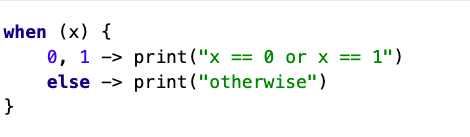 when (x) {
    0, 1 -> print("x == 0 or x == 1")
    else -> print("otherwise")
}